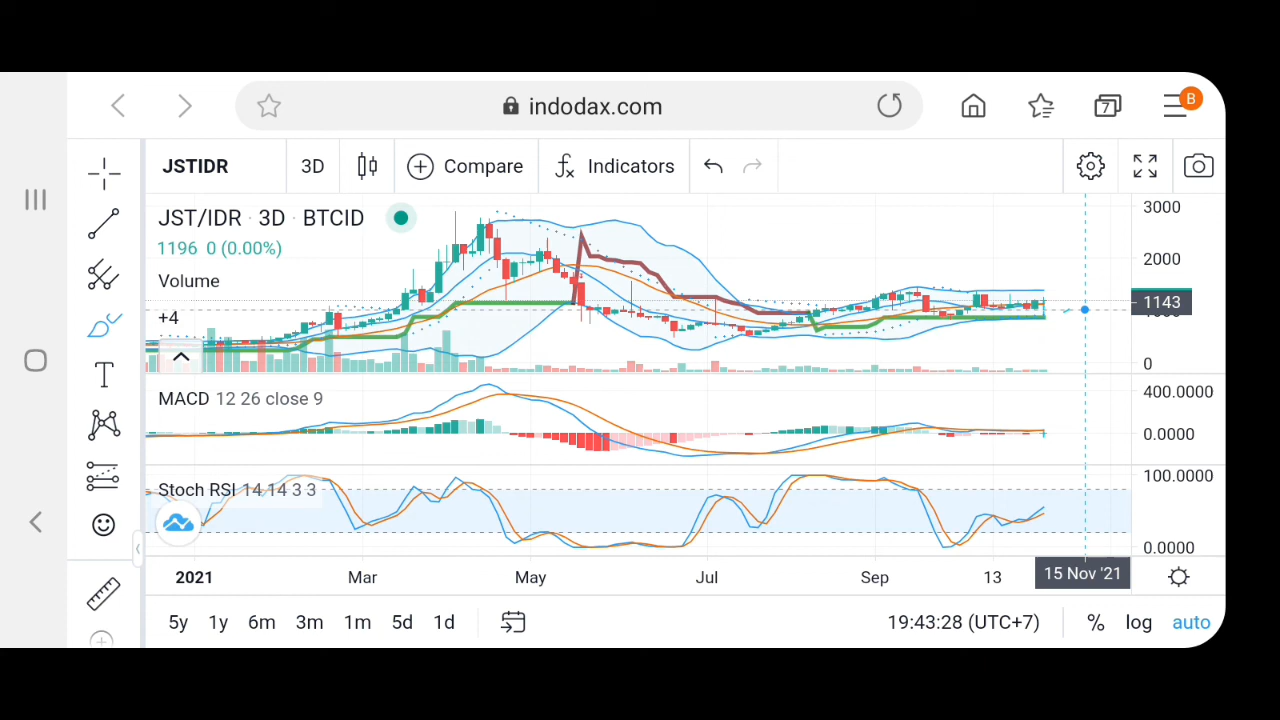 indodax.com
7
B
JSTIDR 3D Compare Indicators
JST/IDR · 3D · BTCID
1196 0 (0.00%)
Volume
+4
3000
2000
1143
0
MACD 12 26 close 9
400.0000
0.0000
Stoch RSI 14 14 3 3
100.0000
0.0000
T
2021 Mar May Jul Sep 13 15 Nov '21
5y 1y 6m 3m 1m 5d 1d 19:43:28 (UTC+7) % log auto